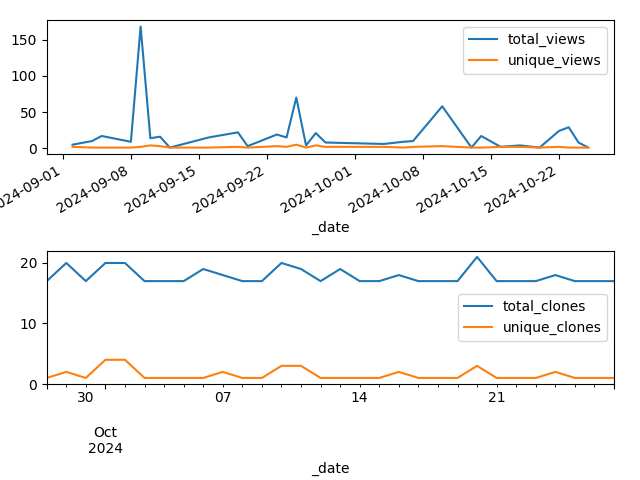 150
100
50
0
total_views
unique_views
2024-09-08
2024-09-15
2024-09-22
2024-10-01
2024-10-08
2024-10-15
2024-10-22
024-09-01
_date
20
10
0
total_clones
unique_clones
30
07
14
21
Oct
2024
_date